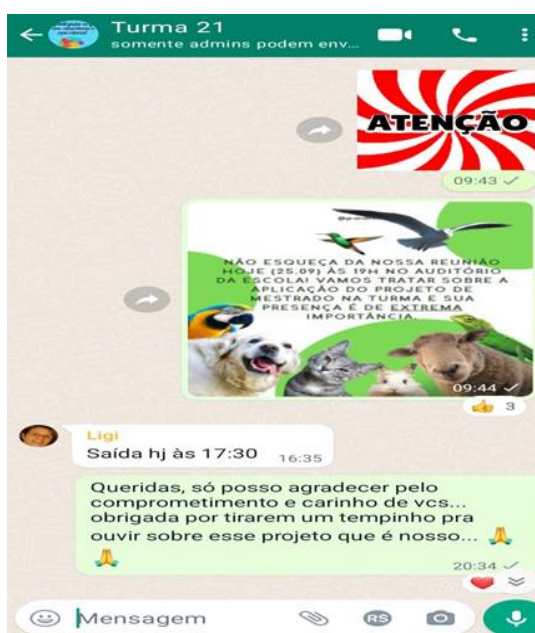 Turma 21
somente admins podem env...
ATENÇÃO
09:43
NÃO ESQUEÇA DA NOSSA REUNIÃO
HOJE (25.09) ÀS 19H NO AUDITÓRIO
DA ESCOLA! VAMOS TRATAR SOBRE A
APLICAÇÃO DO PROJETO DE
MESTRADO NA TURMA E SUA
PRESENÇA É DE EXTREMA
IMPORTÂNCIA.
09:44
3
Ligi
Saída hj às 17:30
16:35
Queridas, só posso agradecer pelo
comprometimento e carinho de vcs...
obrigada por tirarem um tempinho pra
ouvir sobre esse projeto que é nosso...
20:34
Mensagem
R$